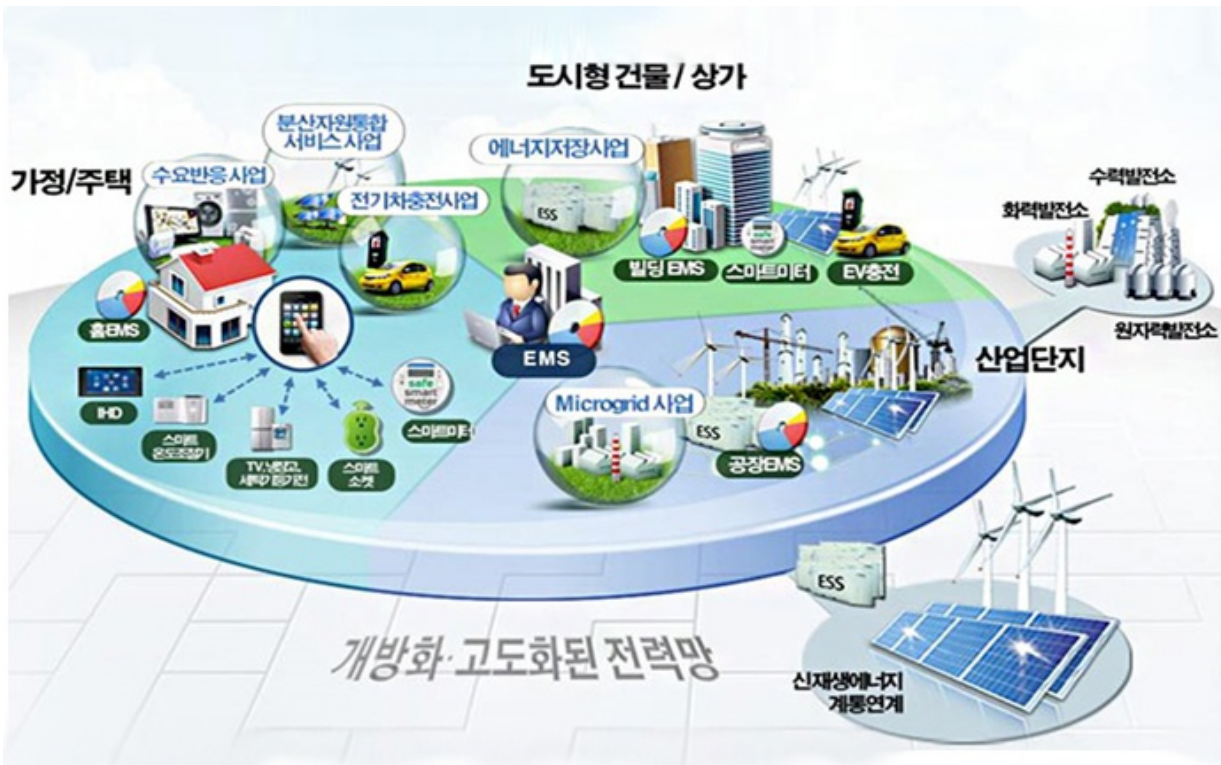 도시형 건물 / 상가
분산자원통합
서비스 사업
에너지저장사업
가정/주택
수요반응 사업
전기차충전사업
수력발전소
화력발전소
원자력발전소
ESS
빌딩 EMS
스마트미터
EV충전
홈EMS
EMS
산업단지
safe
smart
meter
safe
smart
meter
IHD
스마트
온도조절기
TV, 냉장고,
세탁기 등 가전
스마트
소켓
스마트미터
Microgrid 사업
ESS
공장EMS
ESS
개방화·고도화된 전력망
신재생에너지
계통연계